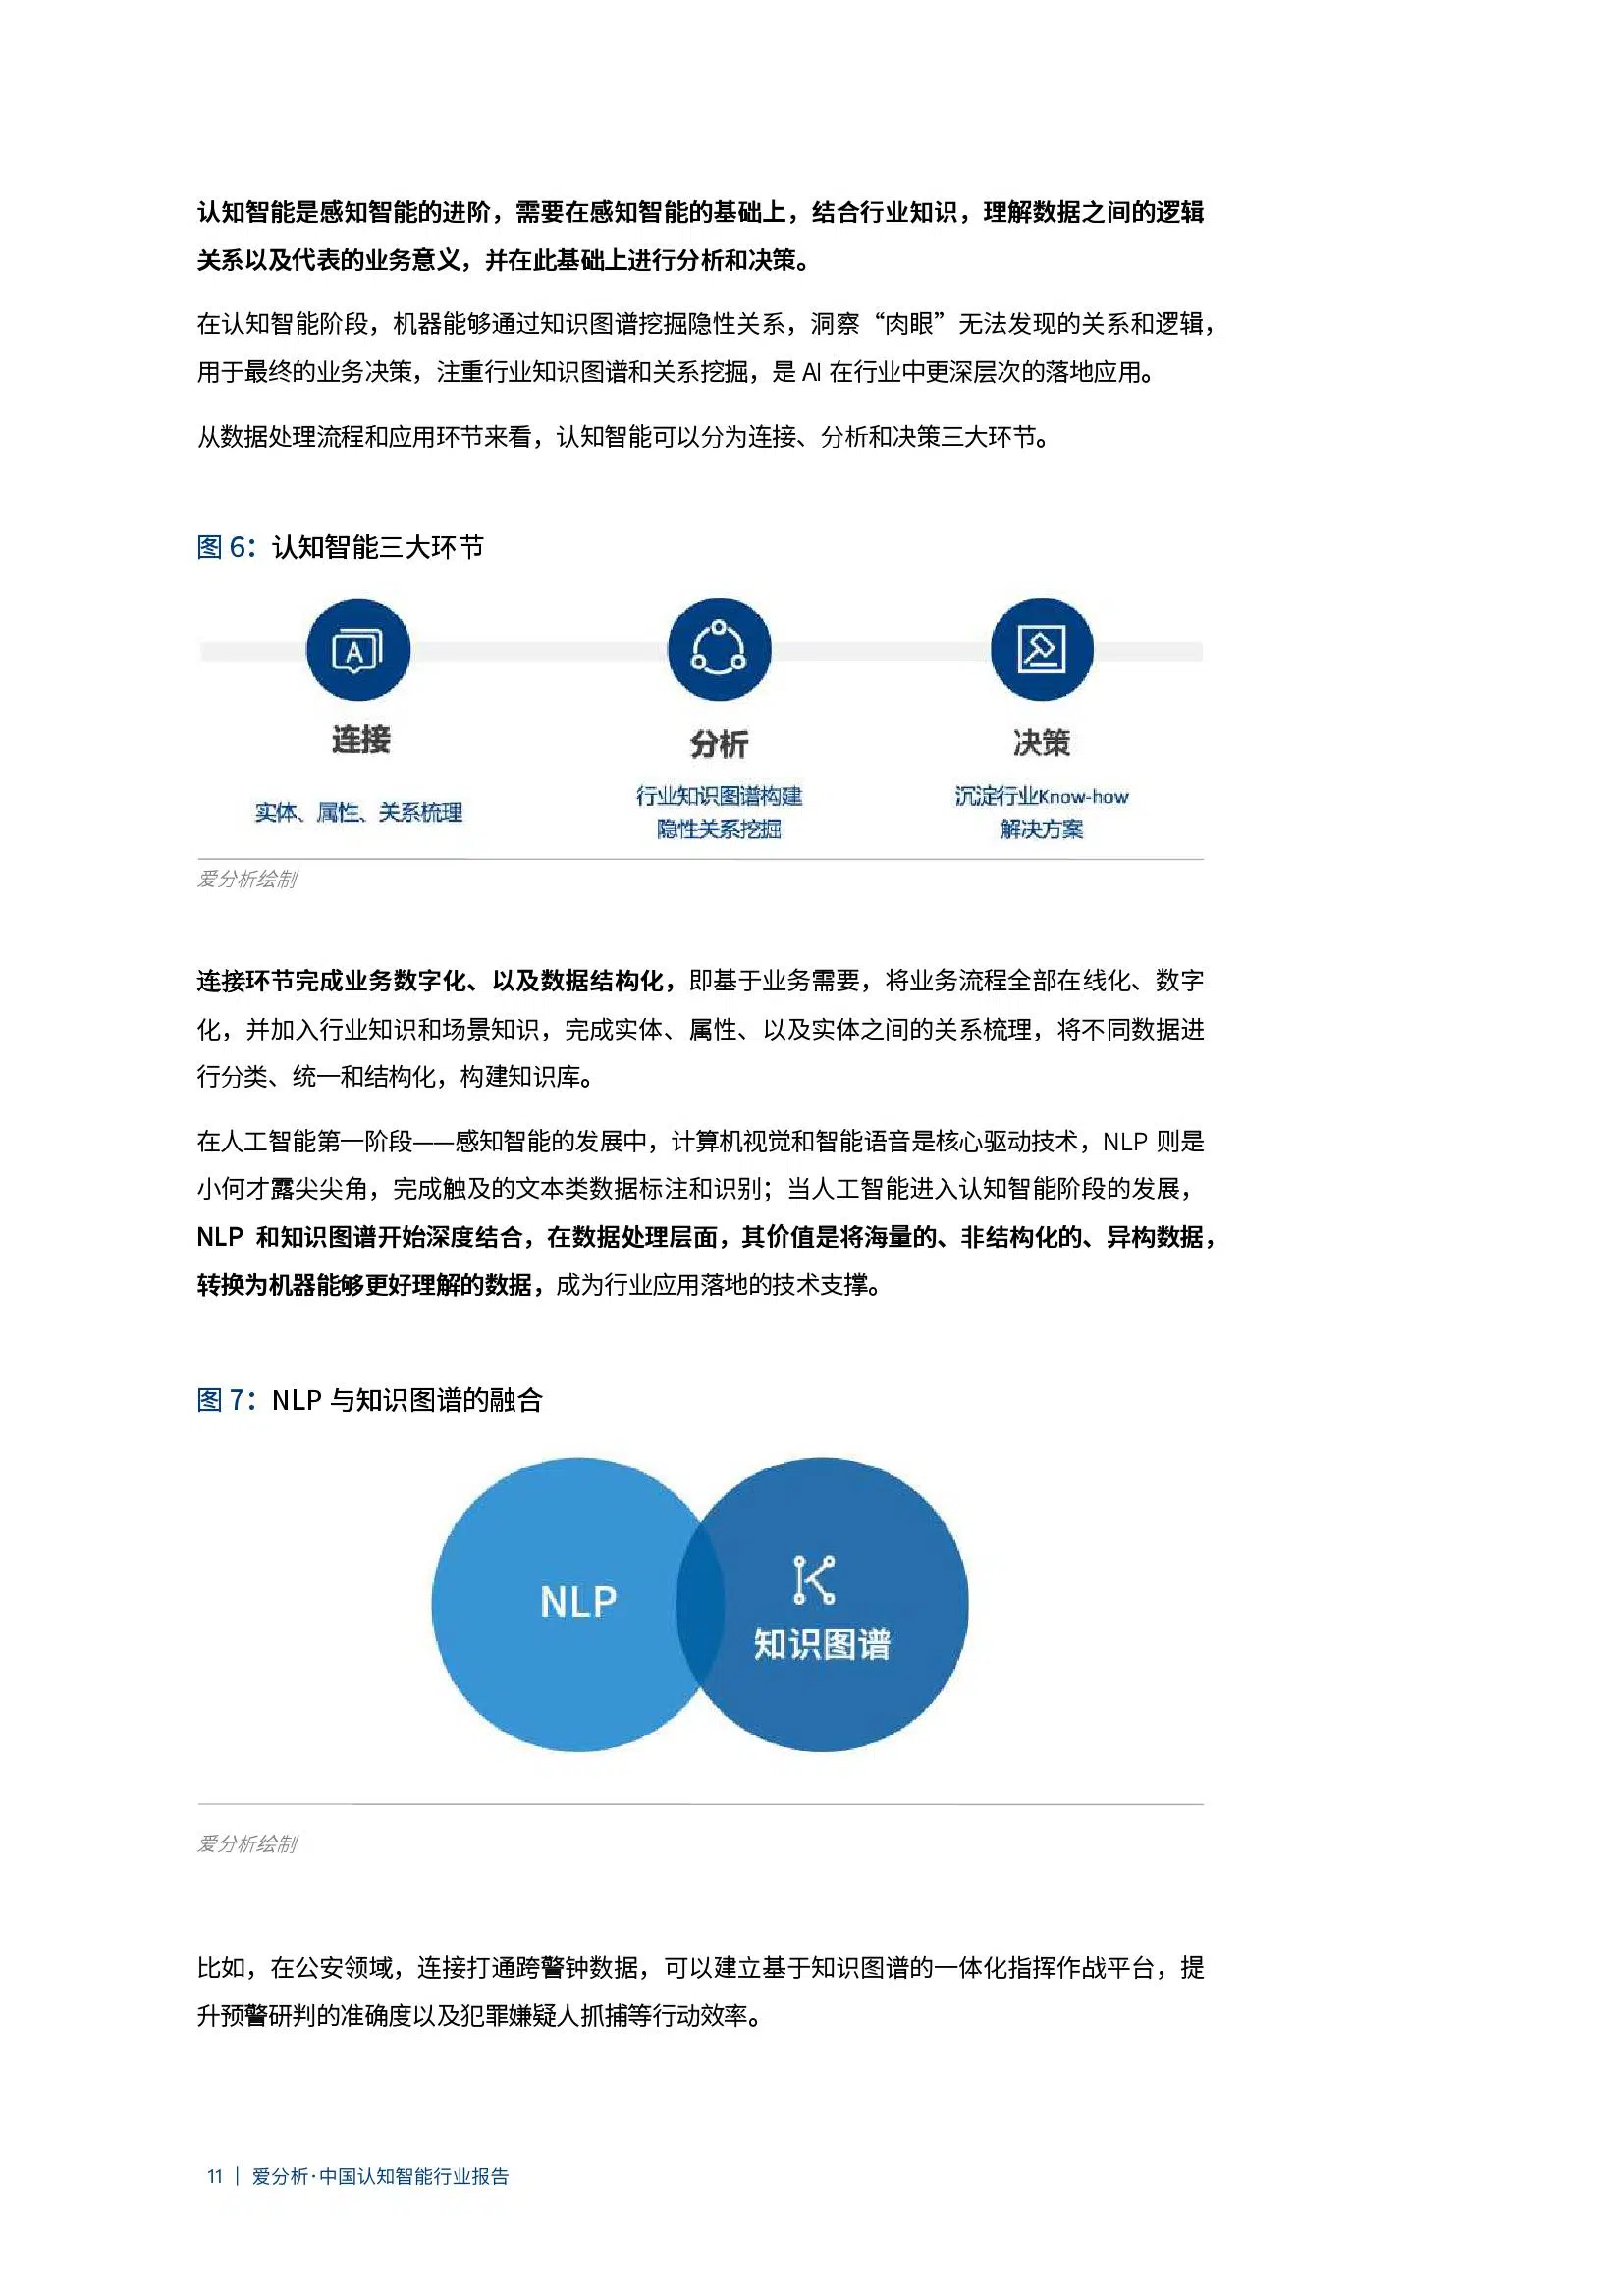 认知智能是感知智能的进阶，需要在感知智能的基础上，结合行业知识，理解数据之间的逻辑
关系以及代表的业务意义，并在此基础上进行分析和决策。
在认知智能阶段，机器能够通过知识图谱挖掘隐性关系，洞察“肉眼”无法发现的关系和逻辑，
用于最终的业务决策，注重行业知识图谱和关系挖掘，是 AI 在行业中更深层次的落地应用。
从数据处理流程和应用环节来看，认知智能可以分为连接、分析和决策三大环节。
图 6：认知智能三大环节
A
连接
分析
决策
实体、属性、关系梳理
行业知识图谱构建
隐性关系挖掘
沉淀行业Know-how
解决方案
爱分析绘制
连接环节完成业务数字化、以及数据结构化，即基于业务需要，将业务流程全部在线化、数字
化，并加入行业知识和场景知识，完成实体、属性、以及实体之间的关系梳理，将不同数据进
行分类、统一和结构化，构建知识库。
在人工智能第一阶段——感知智能的发展中，计算机视觉和智能语音是核心驱动技术，NLP 则是
小何才露尖尖角，完成触及的文本类数据标注和识别；当人工智能进入认知智能阶段的发展，
NLP 和知识图谱开始深度结合，在数据处理层面，其价值是将海量的、非结构化的、异构数据，
转换为机器能够更好理解的数据，成为行业应用落地的技术支撑。
图 7：NLP 与知识图谱的融合
NLP
知识图谱
爱分析绘制
比如，在公安领域，连接打通跨警钟数据，可以建立基于知识图谱的一体化指挥作战平台，提
升预警研判的准确度以及犯罪嫌疑人抓捕等行动效率。
11 | 爱分析·中国认知智能行业报告